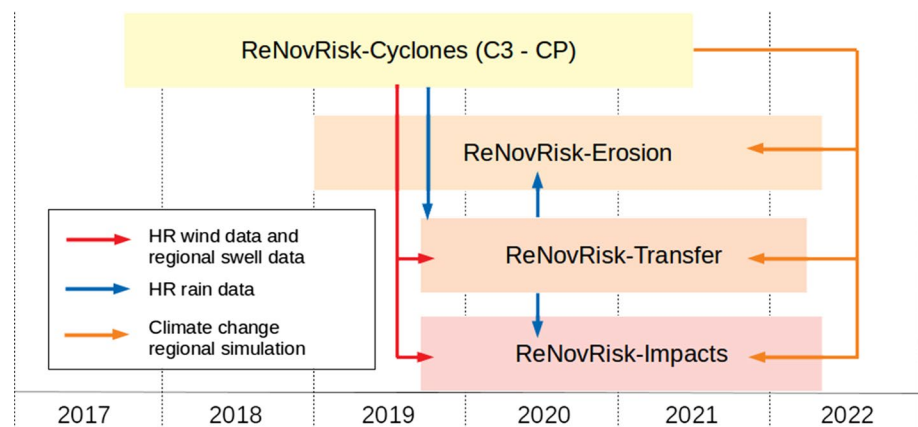 ReNovRisk-Cyclones (C3 - CP)
ReNovRisk-Erosion
ReNovRisk-Transfer
ReNovRisk-Impacts
HR wind data and
regional swell data
HR rain data
Climate change
regional simulation
2017 2018 2019 2020 2021 2022